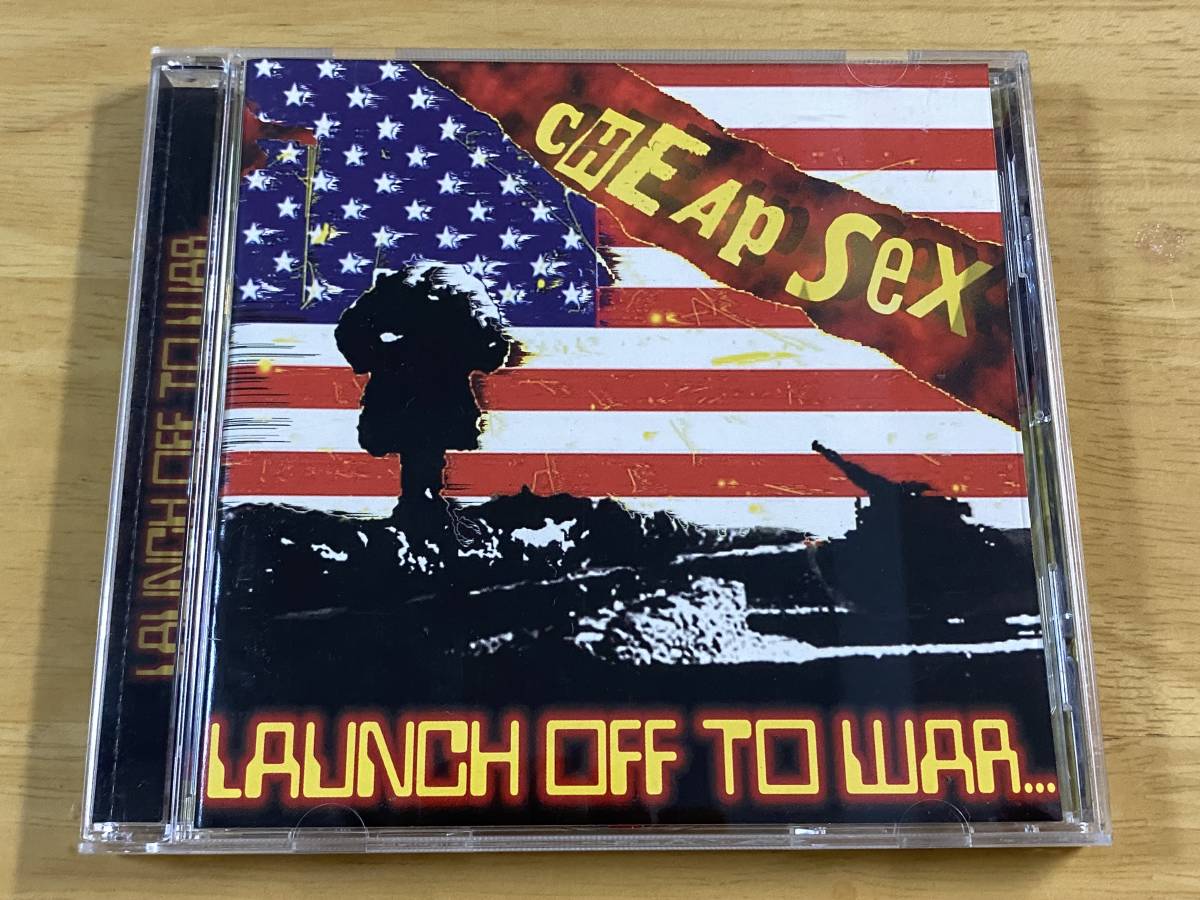 cHEAp SeX
LAUNCH OFF TO WAR...
LAUNCH OFF TO WAR